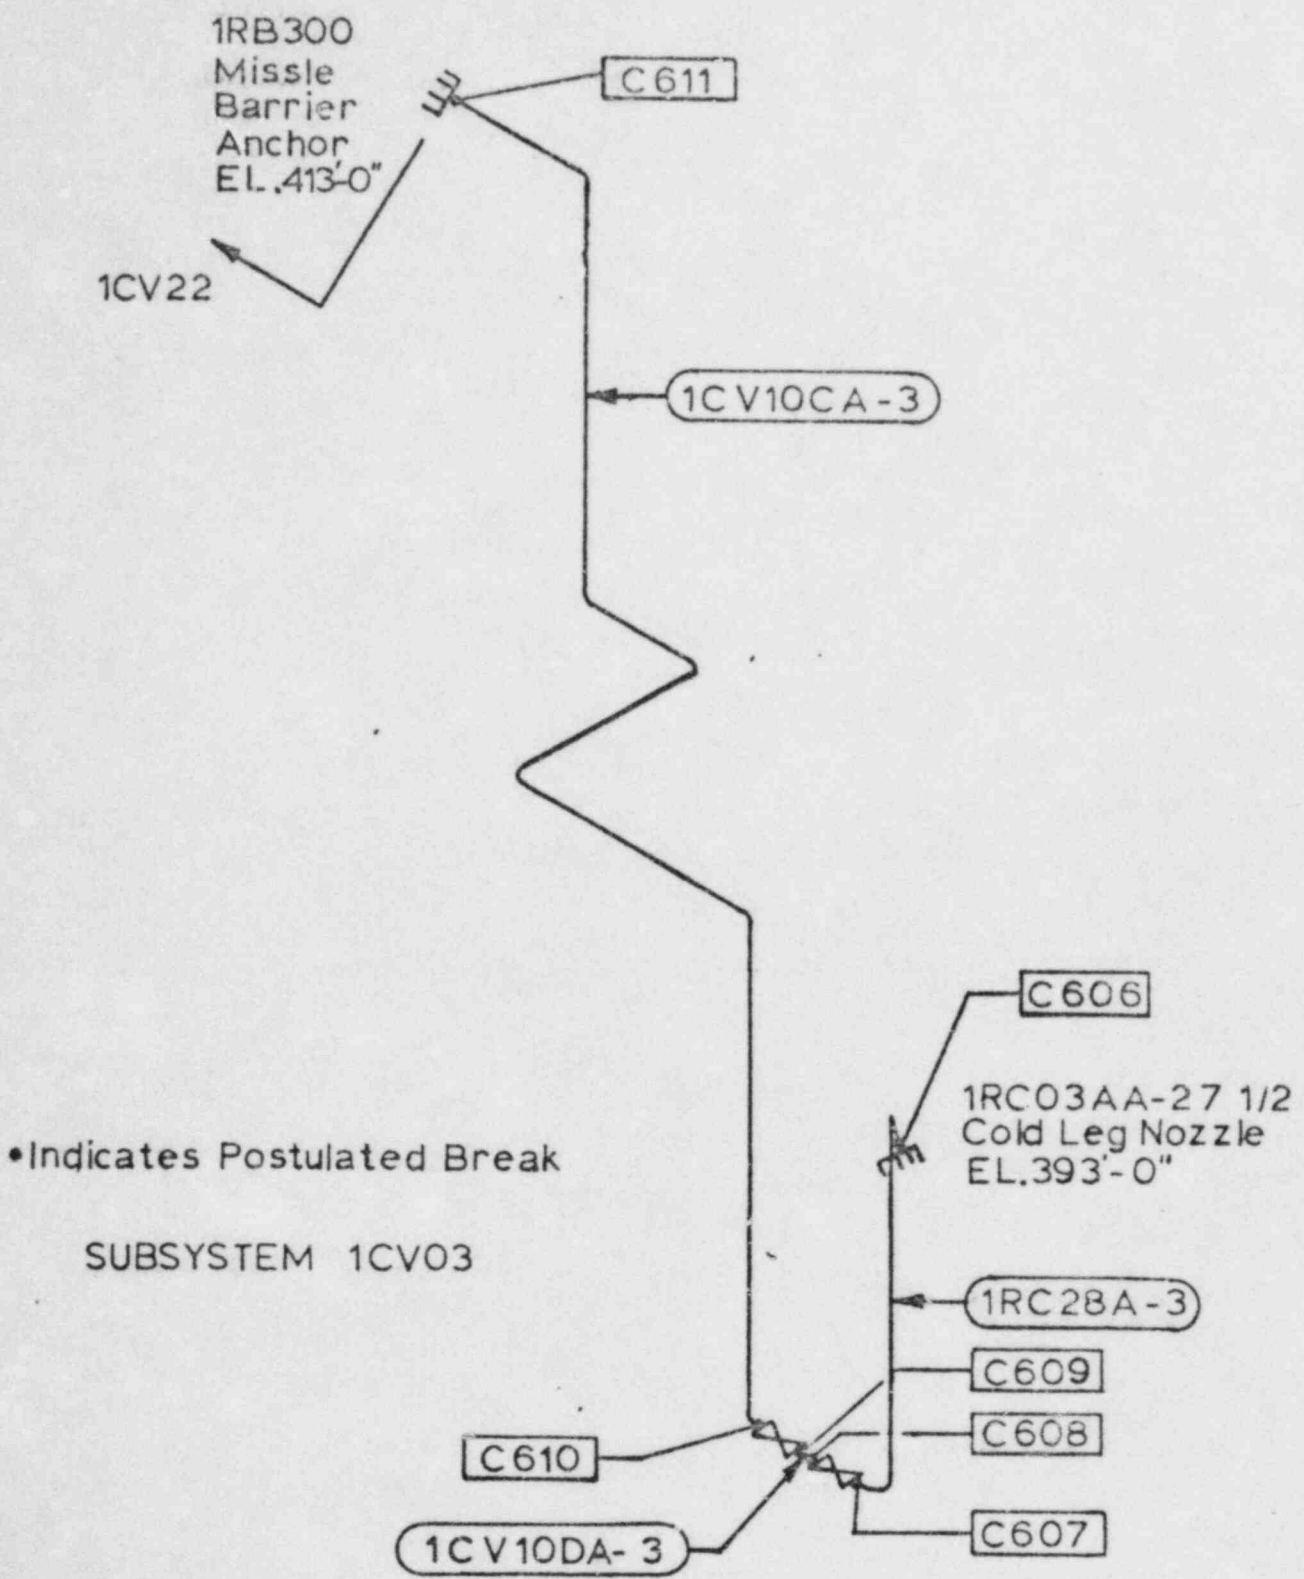 1RB300
Missle
Barrier
Anchor
EL.413'-0"
C611
1CV22
1CV10CA-3
C606
1RC03AA-27 1/2
Cold Leg Nozzle
EL.393'-0"
•Indicates Postulated Break
SUBSYSTEM 1CV03
1RC28A-3
C609
C608
C610
C607
1CV10DA-3